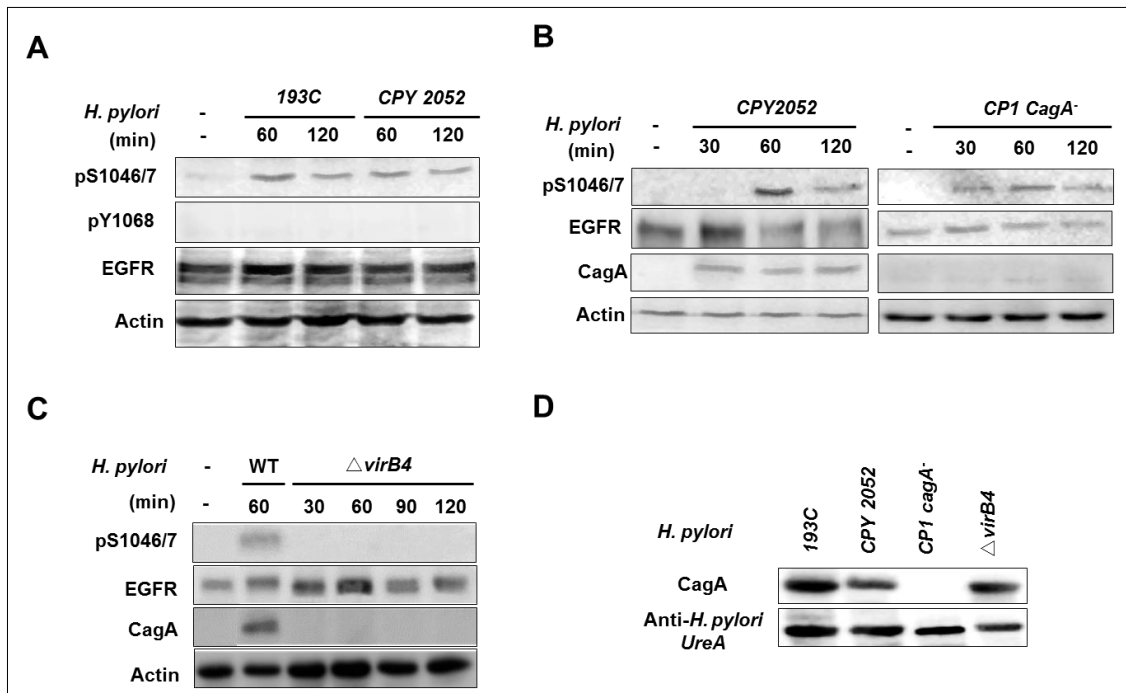 A
H. pylori - 193C CPY 2052
(min) - 60 120 60 120
pS1046/7
pY1068
EGFR
Actin
B
H. pylori - CPY2052 - CP1 CagA-
(min) - 30 60 120 - 30 60 120
pS1046/7
EGFR
CagA
Actin
C
H. pylori - WT △virB4
(min) - 60 30 60 90 120
pS1046/7
EGFR
CagA
Actin
D
H. pylori 193C CPY 2052 CP1 cagA- △virB4
CagA
Anti-H. pylori
UreA